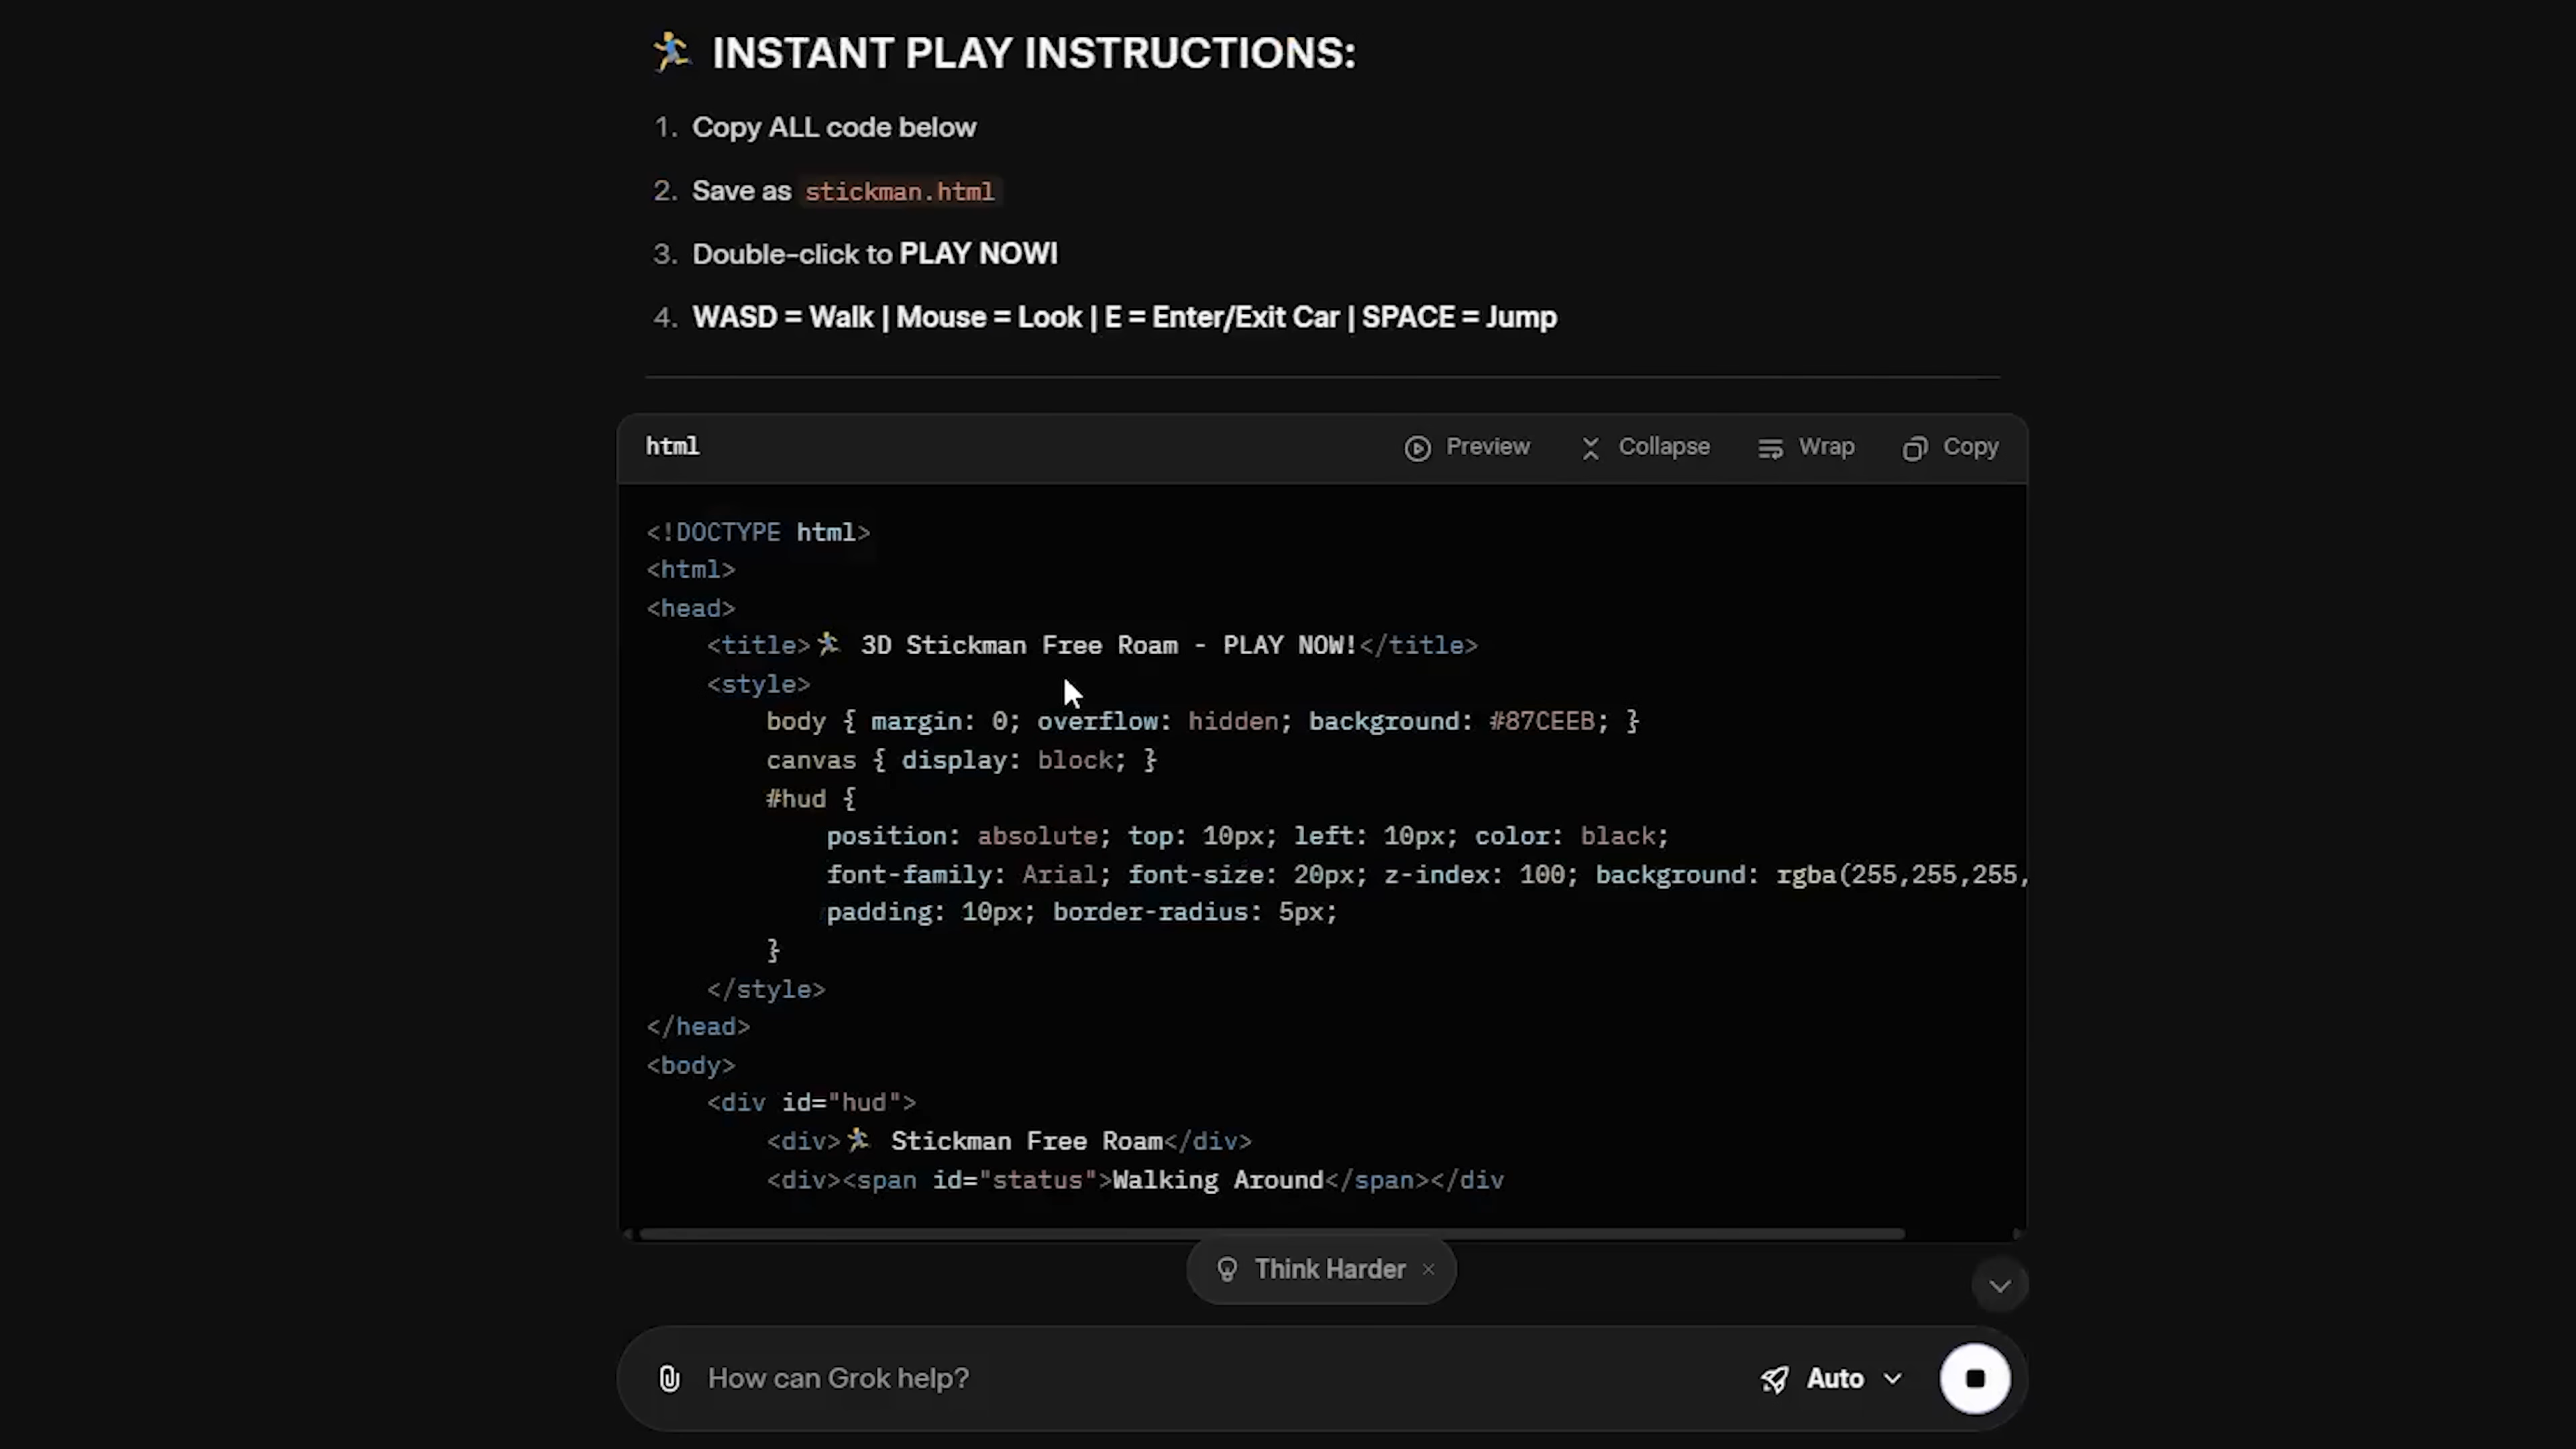 🏃 INSTANT PLAY INSTRUCTIONS:
1. Copy ALL code below
2. Save as stickman.html
3. Double-click to PLAY NOW!
4. WASD = Walk | Mouse = Look | E = Enter/Exit Car | SPACE = Jump
html Preview Collapse Wrap Copy
<!DOCTYPE html>
<html>
<head>
    <title>🏃 3D Stickman Free Roam - PLAY NOW!</title>
    <style>
        body { margin: 0; overflow: hidden; background: #87CEEB; }
        canvas { display: block; }
        #hud {
            position: absolute; top: 10px; left: 10px; color: black;
            font-family: Arial; font-size: 20px; z-index: 100; background: rgba(255,255,255,
            padding: 10px; border-radius: 5px;
        }
    </style>
</head>
<body>
    <div id="hud">
        <div>🏃 Stickman Free Roam</div>
        <div><span id="status">Walking Around</span></div
Think Harder ×
How can Grok help? Auto